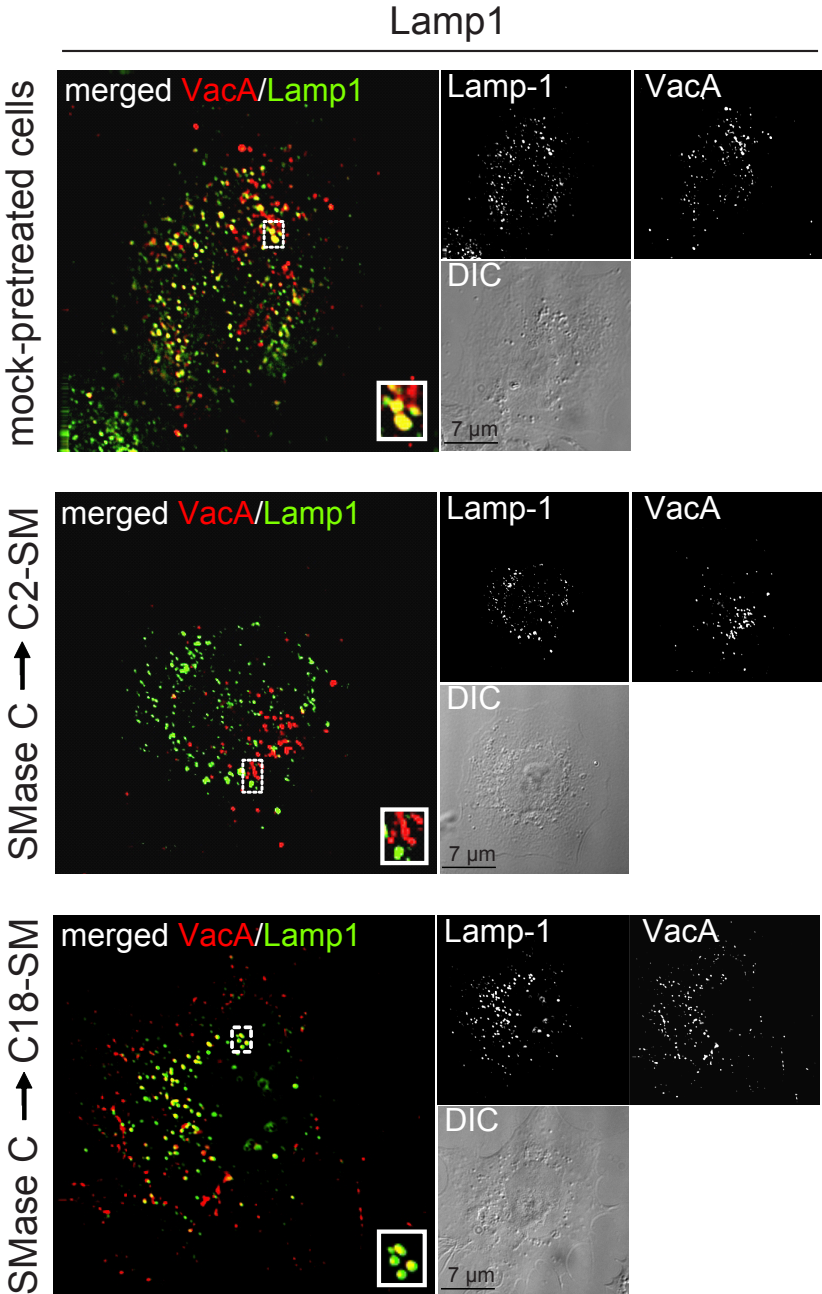 Lamp1
mock-pretreated cells
merged VacA/Lamp1
Lamp-1
VacA
DIC
7 µm
SMase C → C2-SM
merged VacA/Lamp1
Lamp-1
VacA
DIC
7 µm
SMase C → C18-SM
merged VacA/Lamp1
Lamp-1
VacA
DIC
7 µm